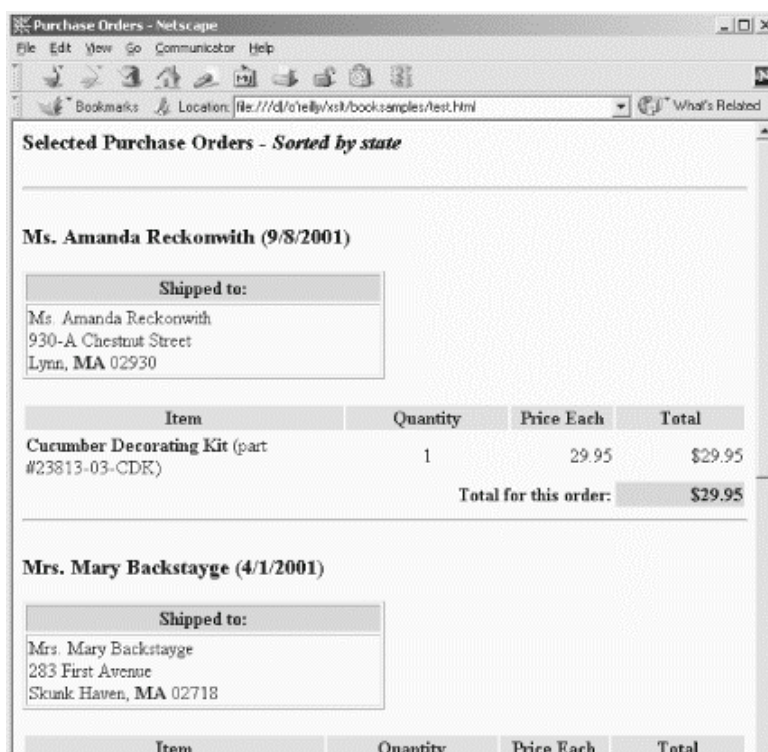 Purchase Orders - Netscape
File Edit View Go Communicator Help
My
Bookmarks Location: file:///d|/o'reilly/xslt/booksamples/test.html What's Related
N
Selected Purchase Orders - Sorted by state
Ms. Amanda Reckonwith (9/8/2001)
Shipped to:
Ms. Amanda Reckonwith
930-A Chestnut Street
Lynn, MA 02930
Item Quantity Price Each Total
Cucumber Decorating Kit (part 1 29.95 $29.95
#23813-03-CDK)
Total for this order: $29.95
Mrs. Mary Backstayge (4/1/2001)
Shipped to:
Mrs. Mary Backstayge
283 First Avenue
Skunk Haven, MA 02718
Item Quantity Price Each Total